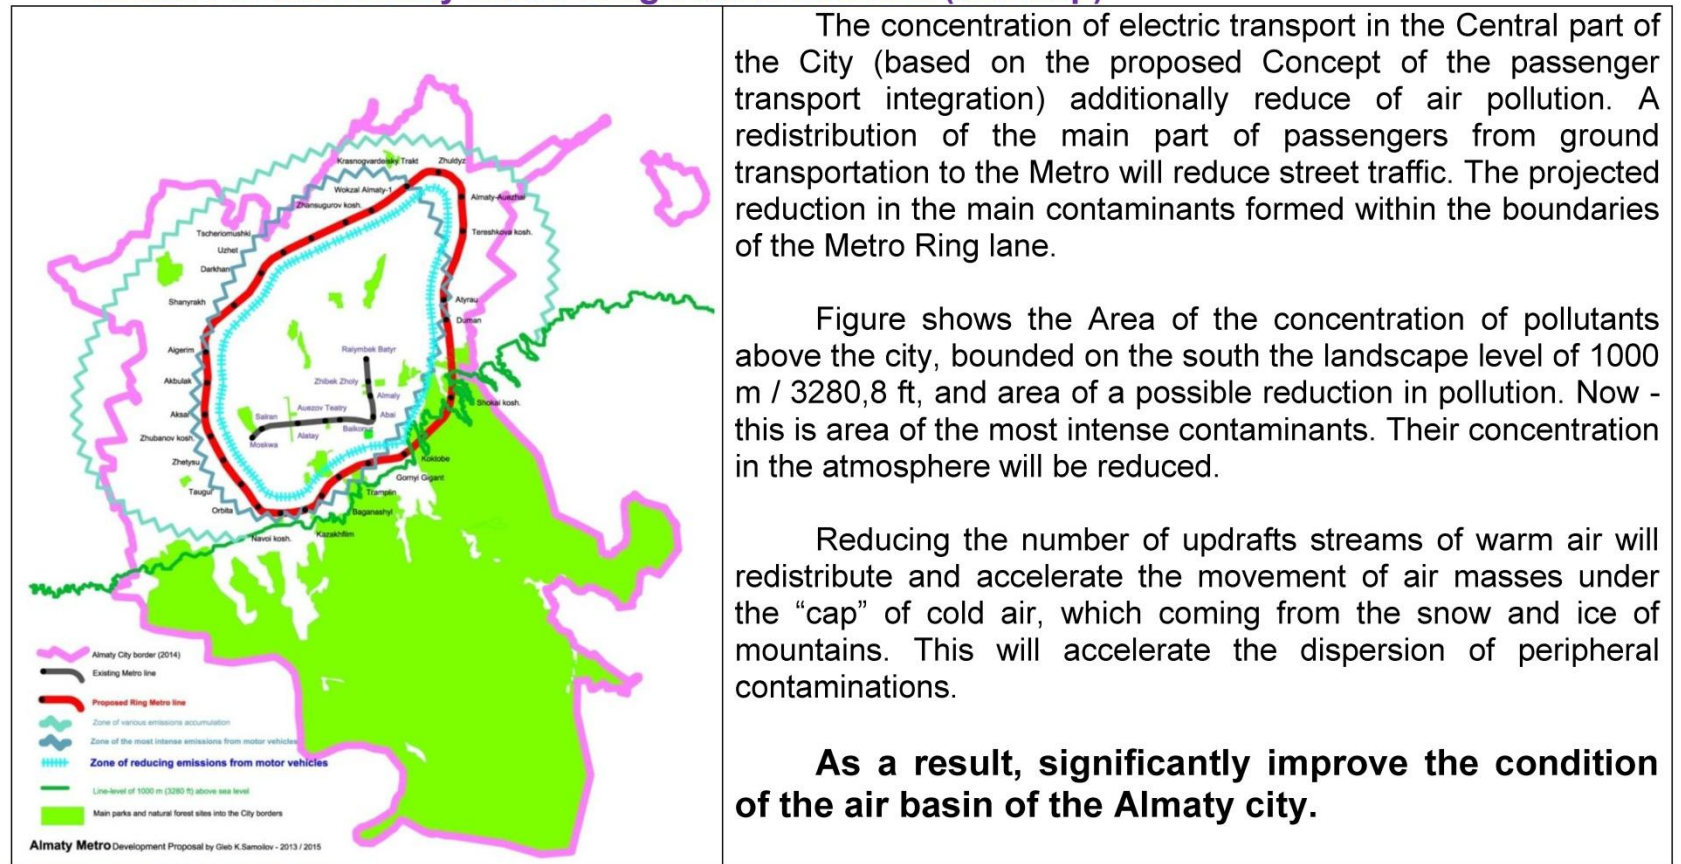 The concentration of electric transport in the Central part of
the City (based on the proposed Concept of the passenger
transport integration) additionally reduce of air pollution. A
redistribution of the main part of passengers from ground
transportation to the Metro will reduce street traffic. The projected
reduction in the main contaminants formed within the boundaries
of the Metro Ring lane.
Figure shows the Area of the concentration of pollutants
above the city, bounded on the south the landscape level of 1000
m / 3280,8 ft, and area of a possible reduction in pollution. Now -
this is area of the most intense contaminants. Their concentration
in the atmosphere will be reduced.
Reducing the number of updrafts streams of warm air will
redistribute and accelerate the movement of air masses under
the “cap” of cold air, which coming from the snow and ice of
mountains. This will accelerate the dispersion of peripheral
contaminations.
As a result, significantly improve the condition
of the air basin of the Almaty city.
Krasnogvardeisky Trakt
Zhuldyz
Wokzal Almaty-1
Almaty-Auezhai
Zhansugurov kosh.
Tereshkova kosh.
Tscheriomushki
Uzhet
Darkhan
Shanyrakh
Atyrau
Duman
Aigerim
Raiymbek Batyr
Akbulak
Zhibek Zholy
Almaly
Shokai kosh.
Aksai
Sairan
Auezov Teatry
Abai
Baikonur
Zhubanov kosh.
Moskwa
Alatay
Zhetysu
Koktobe
Gornyi Gigant
Taugul
Tramplin
Orbita
Baganashyl
Navoi kosh.
Kazakhfilm
Almaty City border (2014)
Existing Metro line
Proposed Ring Metro line
Zone of various emissions accumulation
Zone of the most intense emissions from motor vehicles
Zone of reducing emissions from motor vehicles
Line-level of 1000 m (3280 ft) above sea level
Main parks and natural forest sites into the City borders
Almaty Metro Development Proposal by Gleb K.Samoilov - 2013 / 2015